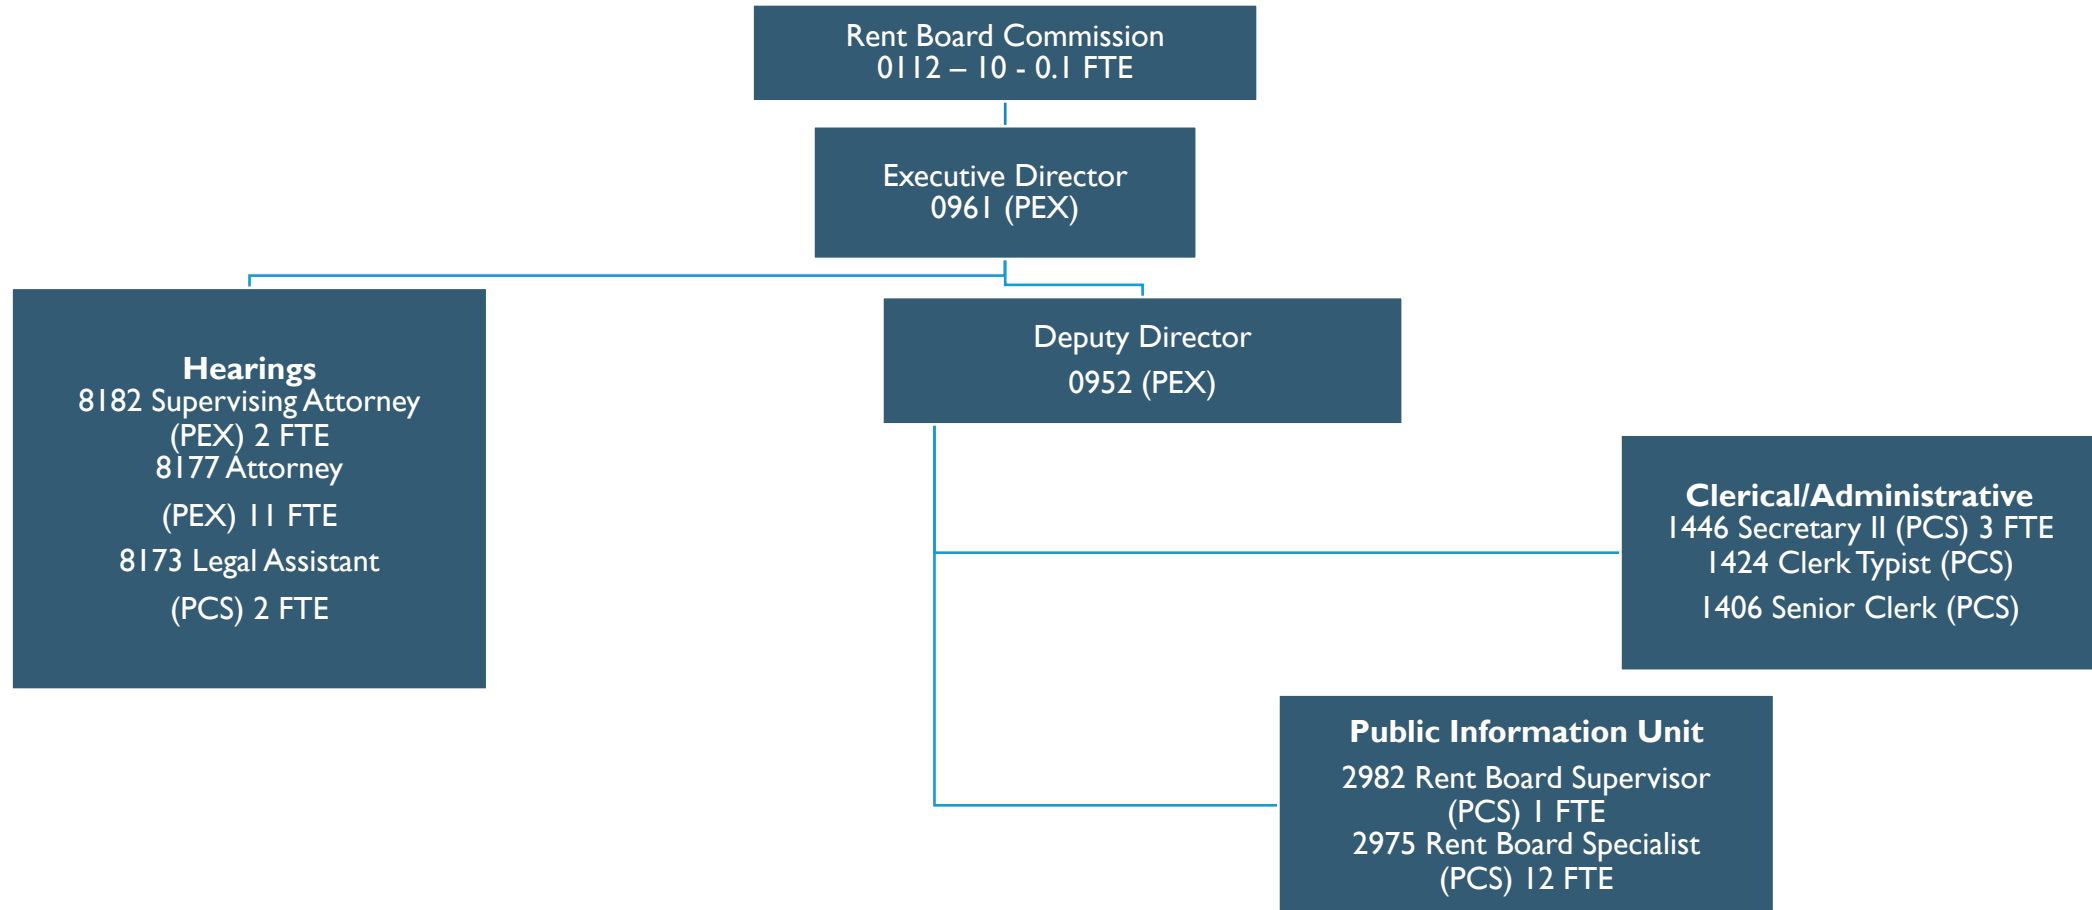 Rent Board Commission
0112 – 10 - 0.1 FTE
Executive Director
0961 (PEX)
Hearings
8182 Supervising Attorney
(PEX) 2 FTE
8177 Attorney
(PEX) 11 FTE
8173 Legal Assistant
(PCS) 2 FTE
Deputy Director
0952 (PEX)
Clerical/Administrative
1446 Secretary II (PCS) 3 FTE
1424 Clerk Typist (PCS)
1406 Senior Clerk (PCS)
Public Information Unit
2982 Rent Board Supervisor
(PCS) 1 FTE
2975 Rent Board Specialist
(PCS) 12 FTE